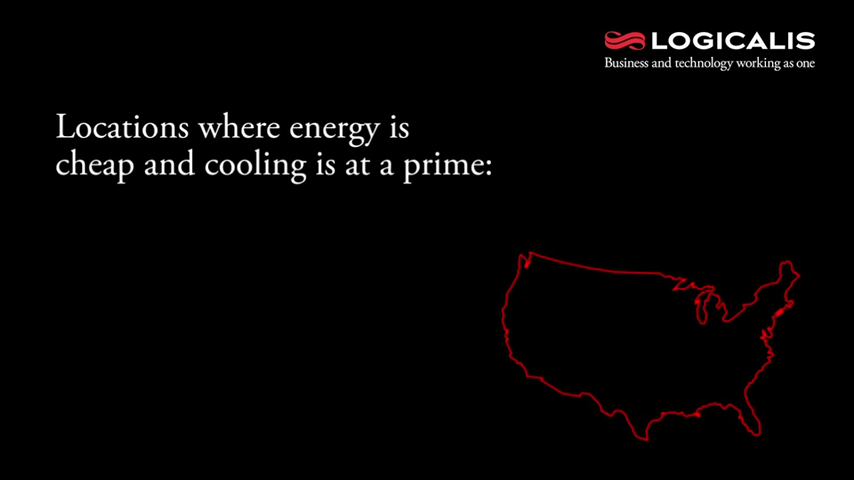 LOGICALIS
Business and technology working as one
Locations where energy is
cheap and cooling is at a prime: